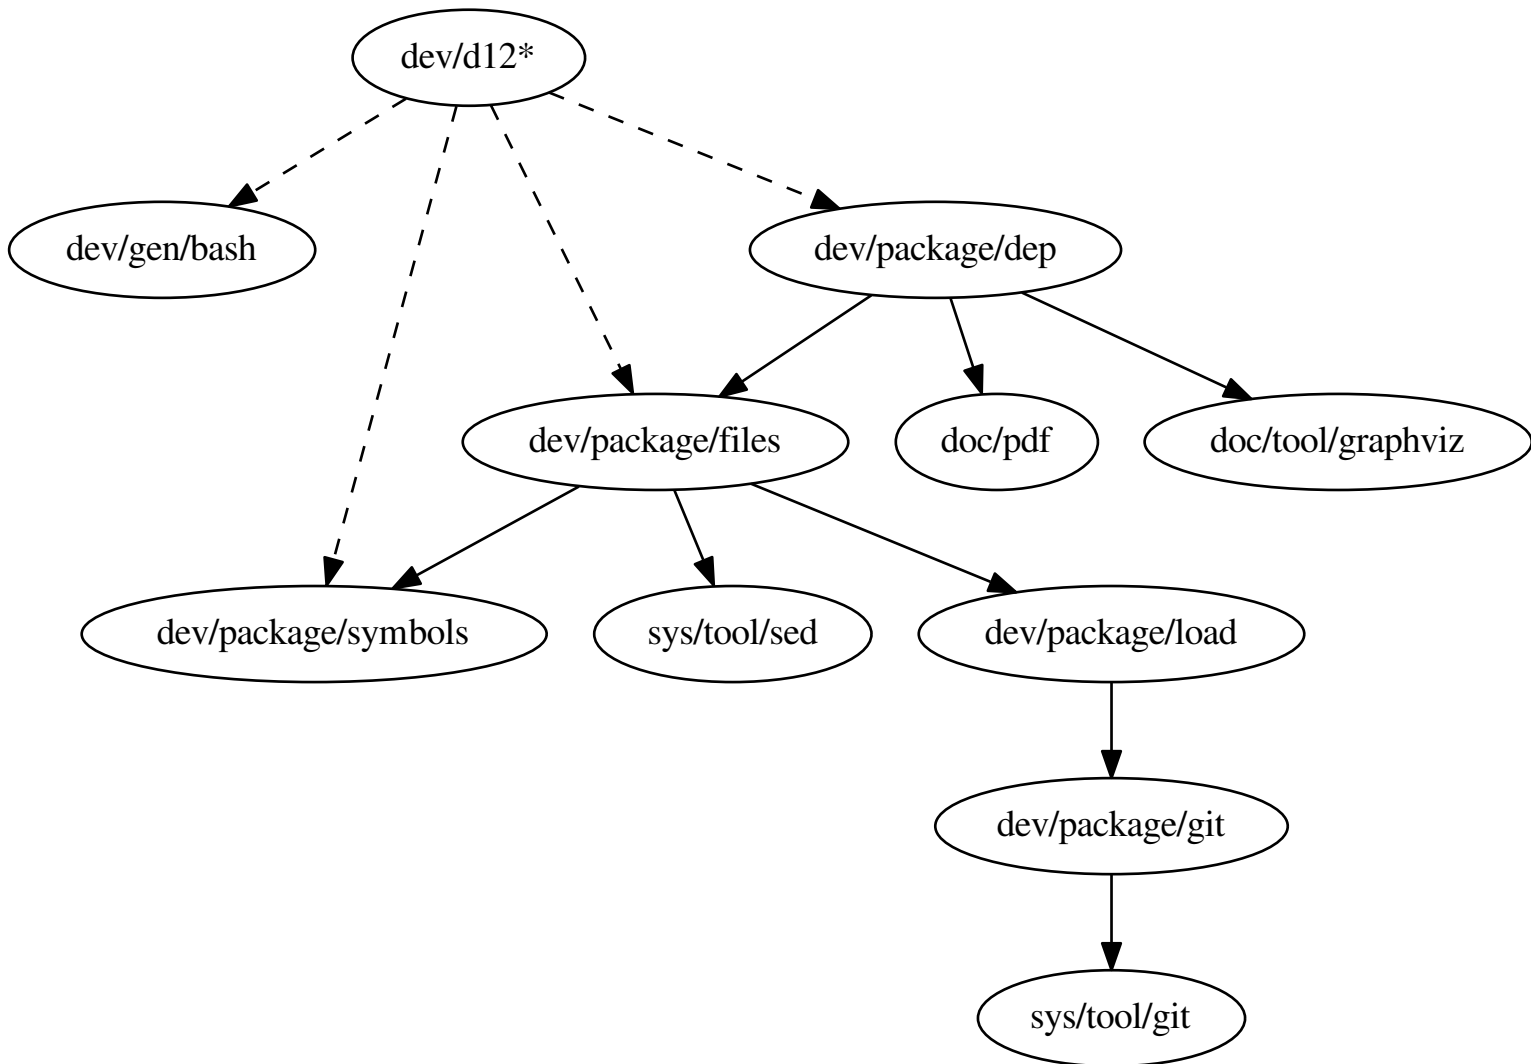 dev/d12*
dev/gen/bash
dev/package/dep
dev/package/files
doc/pdf
doc/tool/graphviz
dev/package/symbols
sys/tool/sed
dev/package/load
dev/package/git
sys/tool/git